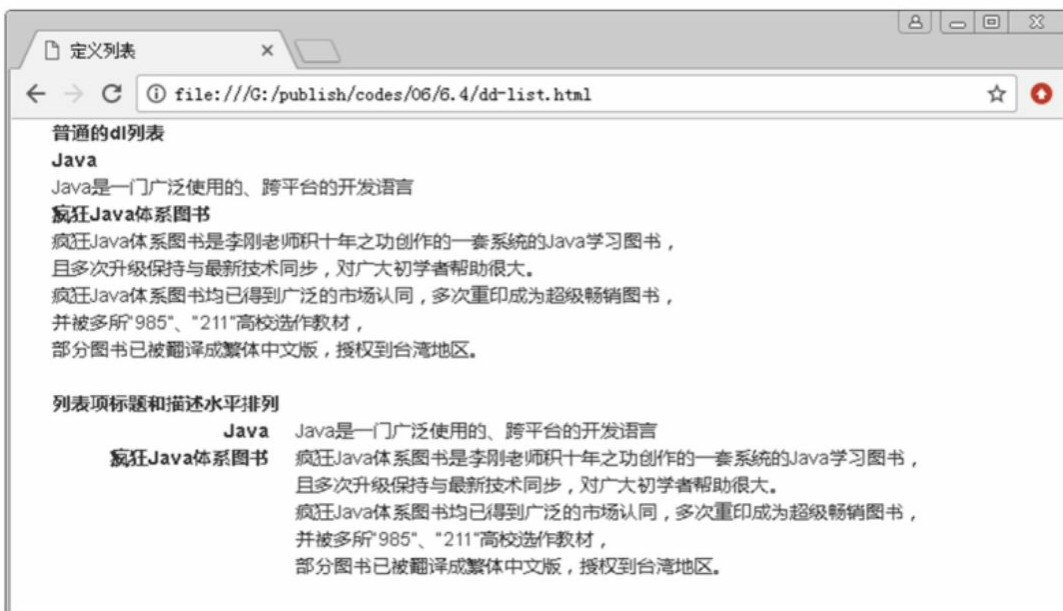 定义列表
file:///G:/publish/codes/06/6.4/dd-list.html
普通的dl列表
Java
Java是一门广泛使用的、跨平台的开发语言
疯狂Java体系图书
疯狂Java体系图书是李刚老师积十年之功创作的一套系统的Java学习图书，
且多次升级保持与最新技术同步，对广大初学者帮助很大。
疯狂Java体系图书均已得到广泛的市场认同，多次重印成为超级畅销图书，
并被多所"985"、"211"高校选作教材，
部分图书已被翻译成繁体中文版，授权到台湾地区。
列表项标题和描述水平排列
Java Java是一门广泛使用的、跨平台的开发语言
疯狂Java体系图书 疯狂Java体系图书是李刚老师积十年之功创作的一套系统的Java学习图书，
且多次升级保持与最新技术同步，对广大初学者帮助很大。
疯狂Java体系图书均已得到广泛的市场认同，多次重印成为超级畅销图书，
并被多所"985"、"211"高校选作教材，
部分图书已被翻译成繁体中文版，授权到台湾地区。